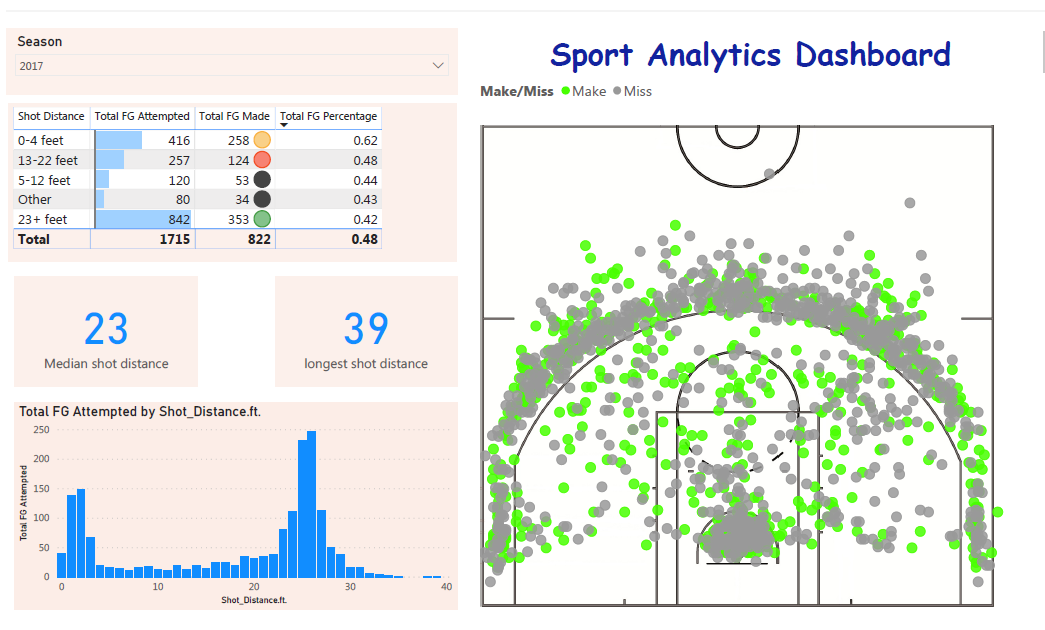 Season
2017
Sport Analytics Dashboard
Make/Miss Make Miss
Shot Distance Total FG Attempted Total FG Made Total FG Percentage
0-4 feet 416 258 0.62
13-22 feet 257 124 0.48
5-12 feet 120 53 0.44
Other 80 34 0.43
23+ feet 842 353 0.42
Total 1715 822 0.48
23
Median shot distance
39
longest shot distance
Total FG Attempted by Shot_Distance.ft.
Total FG Attempted
250
200
150
100
50
0
0 10 20 30 40
Shot_Distance.ft.